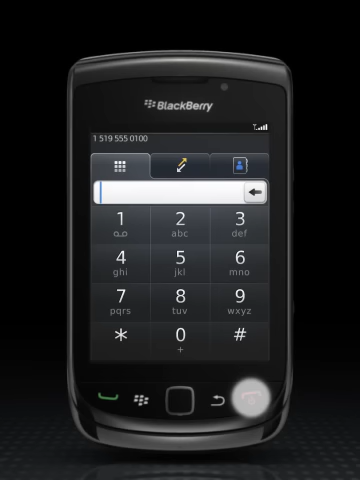 BlackBerry
1 519 555 0100
1 2 3
abc def
4 5 6
ghi jkl mno
7 8 9
pqrs tuv wxyz
* 0 #
+